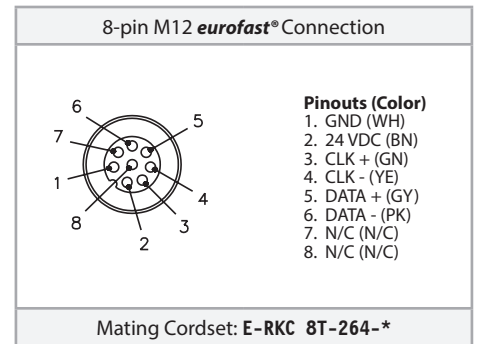 8-pin M12 eurofast® Connection
6
5
7
1
4
8
3
2
Pinouts (Color)
1. GND (WH)
2. 24 VDC (BN)
3. CLK + (GN)
4. CLK - (YE)
5. DATA + (GY)
6. DATA - (PK)
7. N/C (N/C)
8. N/C (N/C)
Mating Cordset: E-RKC 8T-264-*